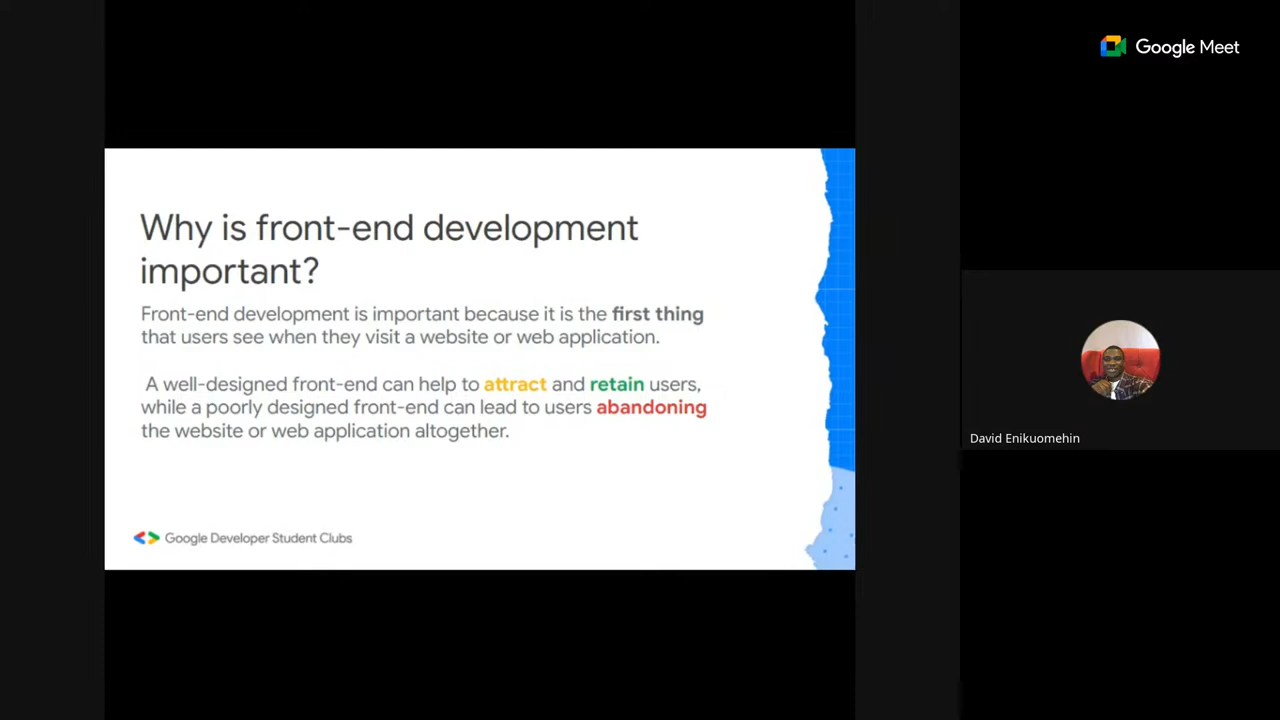 Google Meet
Why is front-end development
important?
Front-end development is important because it is the first thing
that users see when they visit a website or web application.
A well-designed front-end can help to attract and retain users,
while a poorly designed front-end can lead to users abandoning
the website or web application altogether.
Google Developer Student Clubs
David Enikuomehin